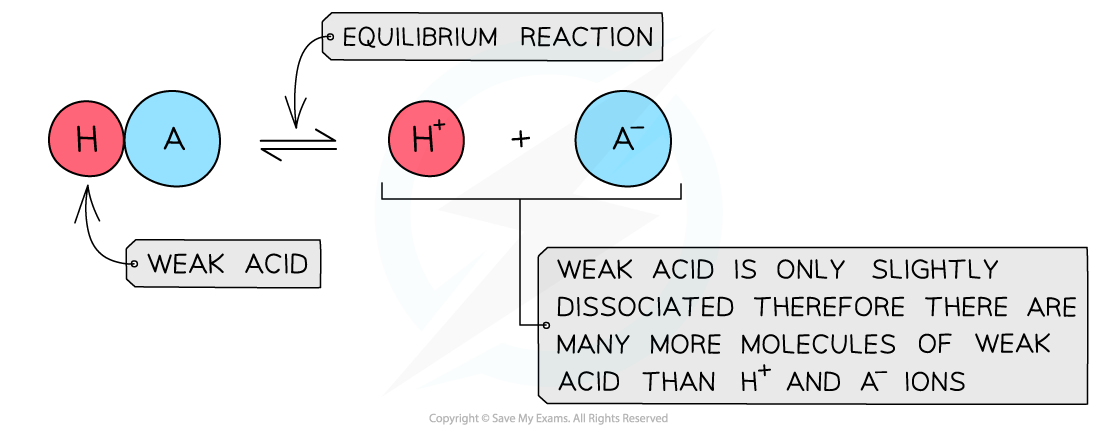 EQUILIBRIUM REACTION
H A H⁺ + A⁻
WEAK ACID
WEAK ACID IS ONLY SLIGHTLY
DISSOCIATED THEREFORE THERE ARE
MANY MORE MOLECULES OF WEAK
ACID THAN H⁺ AND A⁻ IONS
Copyright © Save My Exams. All Rights Reserved